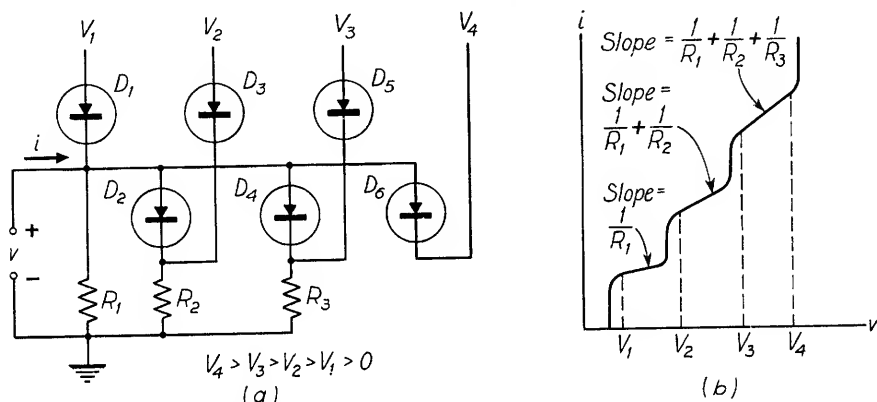 V₁ V₂ V₃ V₄
D₁ D₃ D₅
i
D₂ D₄ D₆
+
v
−
R₁ R₂ R₃
V₄ > V₃ > V₂ > V₁ > 0
(a)
i
Slope = 1/R₁ + 1/R₂ + 1/R₃
Slope =
1/R₁ + 1/R₂
Slope =
1/R₁
V₁ V₂ V₃ V₄ v
(b)